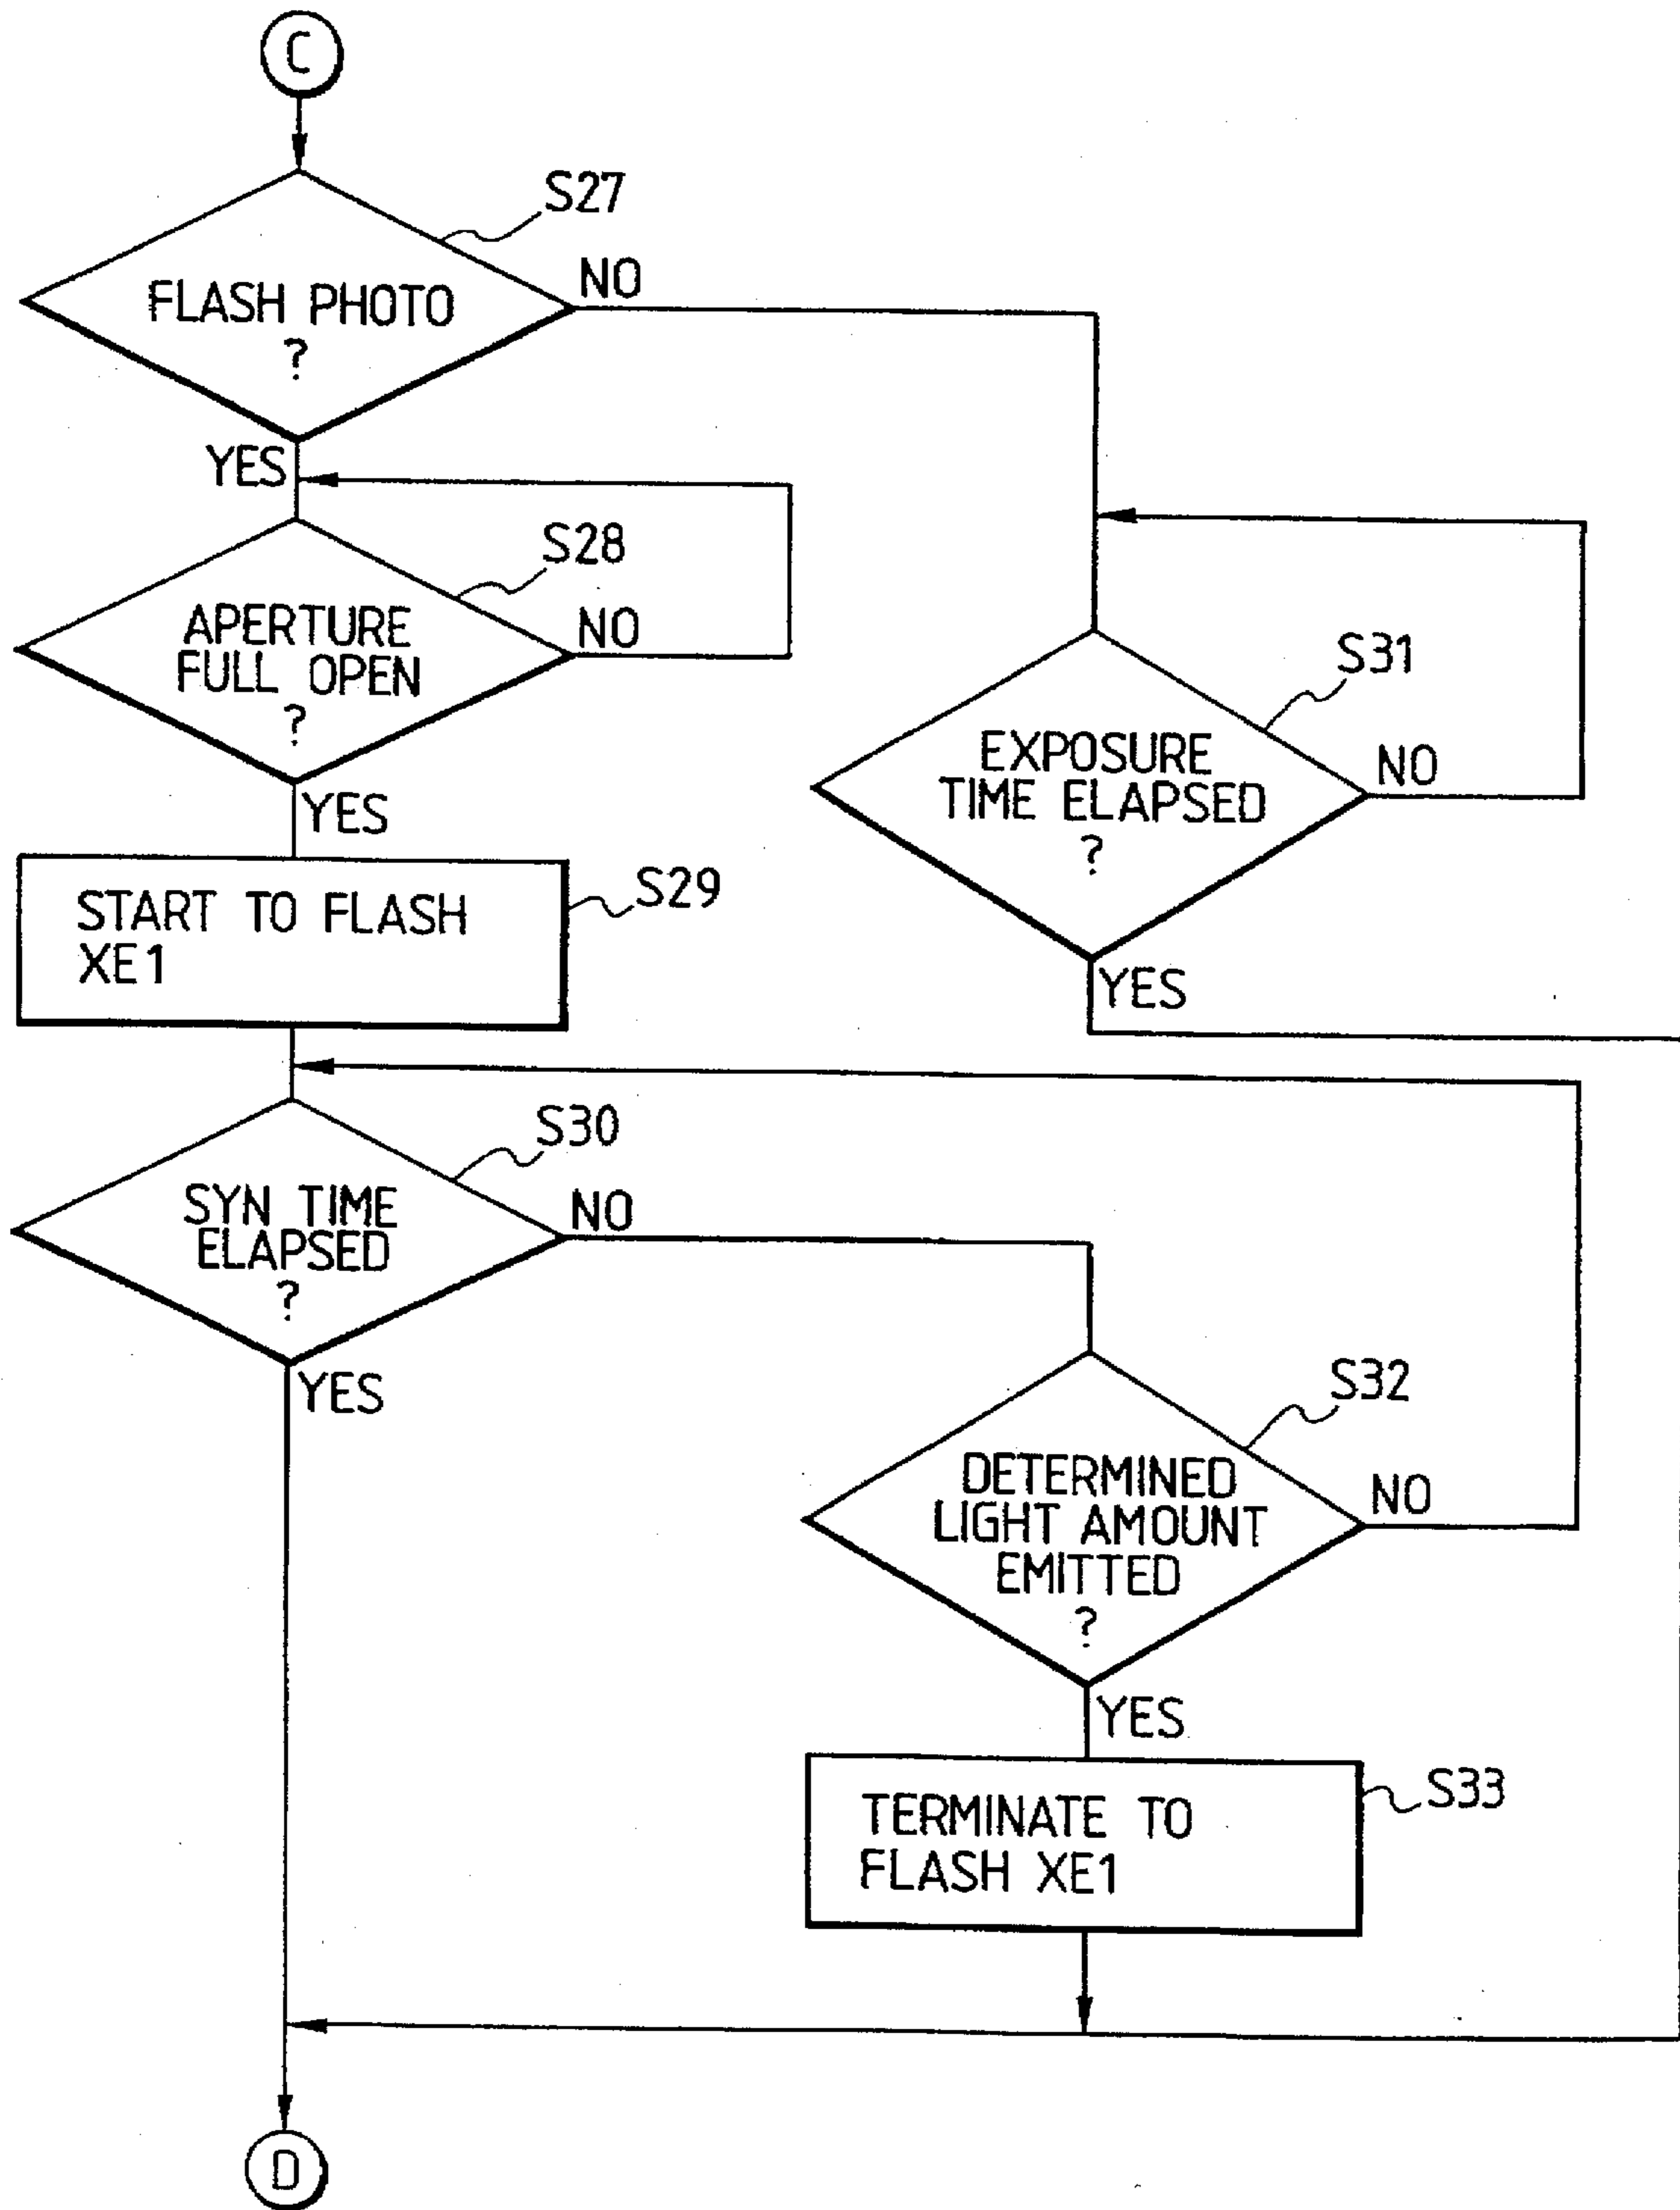 C
S27
FLASH PHOTO
?
NO
YES
S28
APERTURE
FULL OPEN
?
NO
YES
S31
EXPOSURE
TIME ELAPSED
?
NO
YES
START TO FLASH
XE1
S29
S30
SYN TIME
ELAPSED
?
NO
YES
S32
DETERMINED
LIGHT AMOUNT
EMITTED
?
NO
YES
TERMINATE TO
FLASH XE1
S33
D